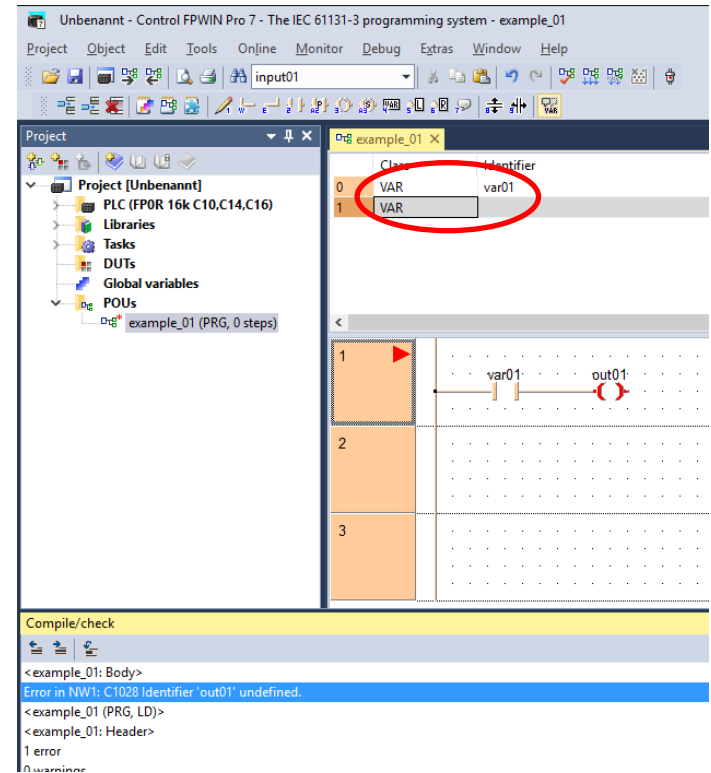 Unbenannt - Control FPWIN Pro 7 - The IEC 61131-3 programming system - example_01
Project Object Edit Tools Online Monitor Debug Extras Window Help
input01
Project
example_01
Class Identifier
0 VAR var01
1 VAR
Project [Unbenannt]
PLC (FP0R 16k C10,C14,C16)
Libraries
Tasks
DUTs
Global variables
POUs
example_01 (PRG, 0 steps)
1
var01 out01
2
3
Compile/check
<example_01: Body>
Error in NW1: C1028 Identifier 'out01' undefined.
<example_01 (PRG, LD)>
<example_01: Header>
1 error
0 warnings